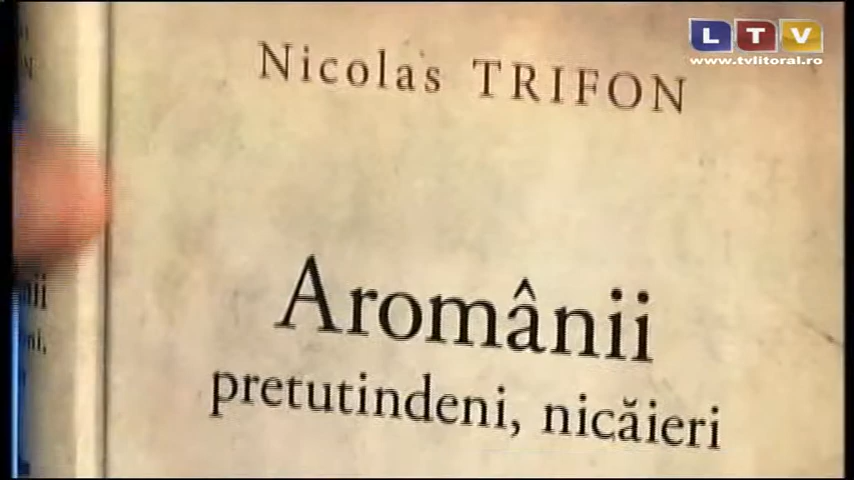 Nicolas TRIFON
LTV
www.tvlitoral.ro
Aromânii
pretutindeni, nicăieri